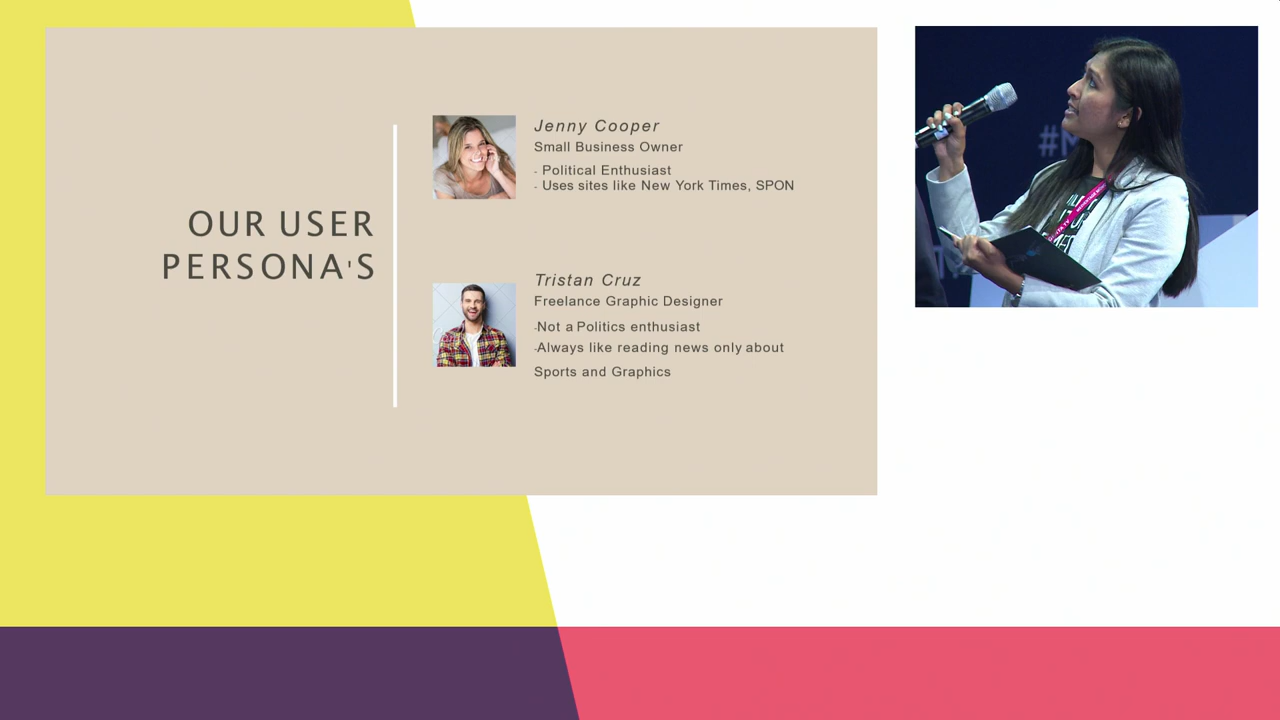 OUR USER
PERSONA'S
Jenny Cooper
Small Business Owner
- Political Enthusiast
- Uses sites like New York Times, SPON
Tristan Cruz
Freelance Graphic Designer
-Not a Politics enthusiast
-Always like reading news only about
Sports and Graphics